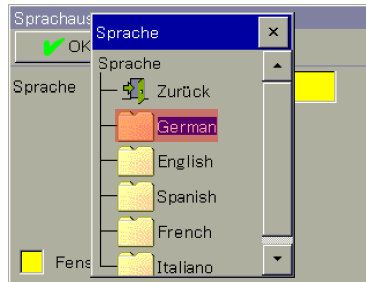 Sprachaus
OK
Sprache
Sprache
Sprache
Zurück
German
English
Spanish
French
Italiano
Fens